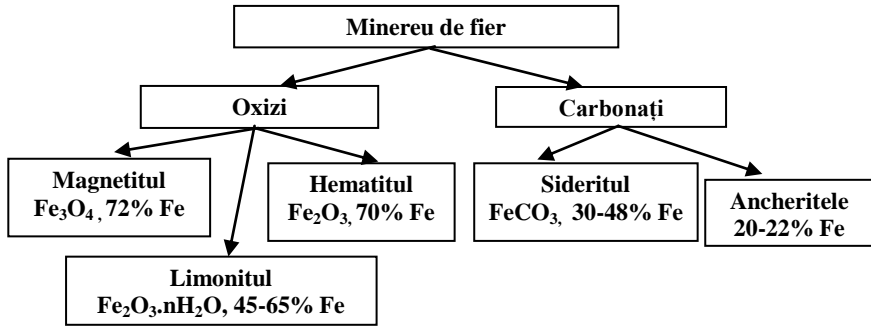 Minereu de fier
Oxizi
Carbonați
Magnetitul
Fe₃O₄ , 72% Fe
Hematitul
Fe₂O₃, 70% Fe
Sideritul
FeCO₃, 30-48% Fe
Ancheritele
20-22% Fe
Limonitul
Fe₂O₃.nH₂O, 45-65% Fe